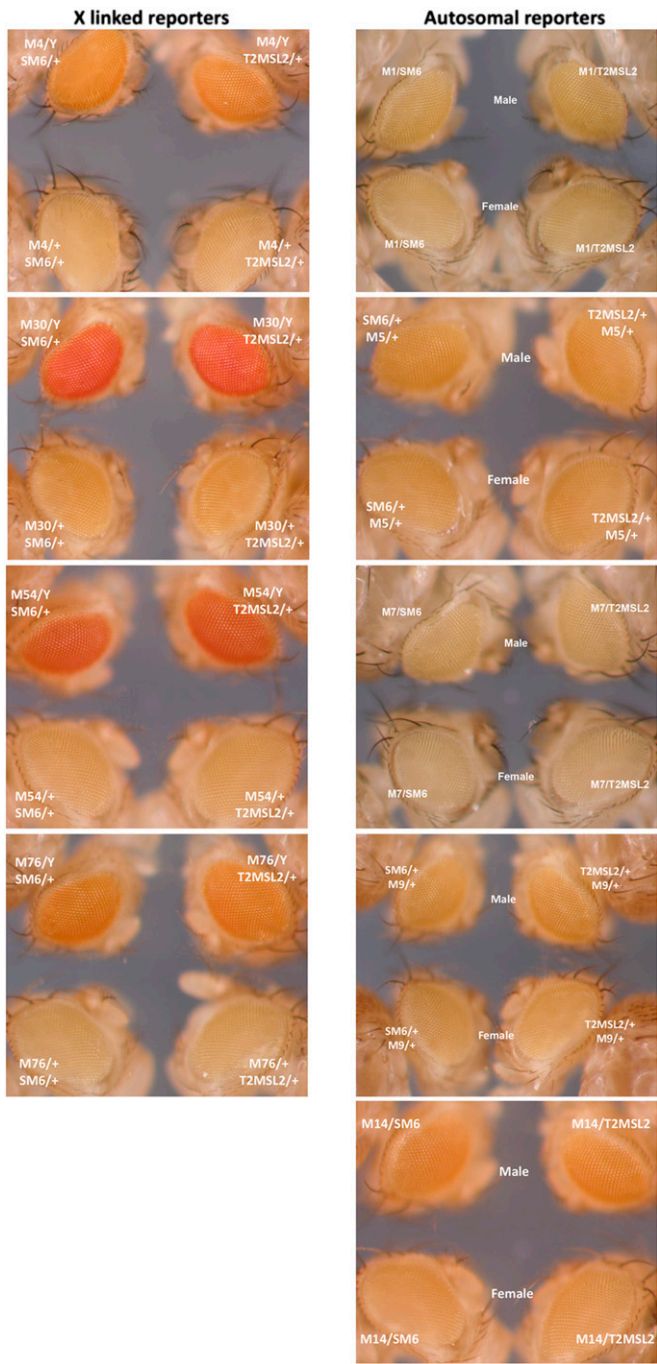 X linked reporters
M4/Y
SM6/+
M4/Y
T2MSL2/+
M4/+
SM6/+
M4/+
T2MSL2/+
M30/Y
SM6/+
M30/Y
T2MSL2/+
M30/+
SM6/+
M30/+
T2MSL2/+
M54/Y
SM6/+
M54/Y
T2MSL2/+
M54/+
SM6/+
M54/+
T2MSL2/+
M76/Y
SM6/+
M76/Y
T2MSL2/+
M76/+
SM6/+
M76/+
T2MSL2/+
Autosomal reporters
M1/SM6
M1/T2MSL2
Male
Female
M1/SM6
M1/T2MSL2
SM6/+
M5/+
T2MSL2/+
M5/+
Male
Female
SM6/+
M5/+
T2MSL2/+
M5/+
M7/SM6
M7/T2MSL2
Male
Female
M7/SM6
M7/T2MSL2
SM6/+
M9/+
T2MSL2/+
M9/+
Male
SM6/+
M9/+
Female
T2MSL2/+
M9/+
M14/SM6
M14/T2MSL2
Male
Female
M14/SM6
M14/T2MSL2